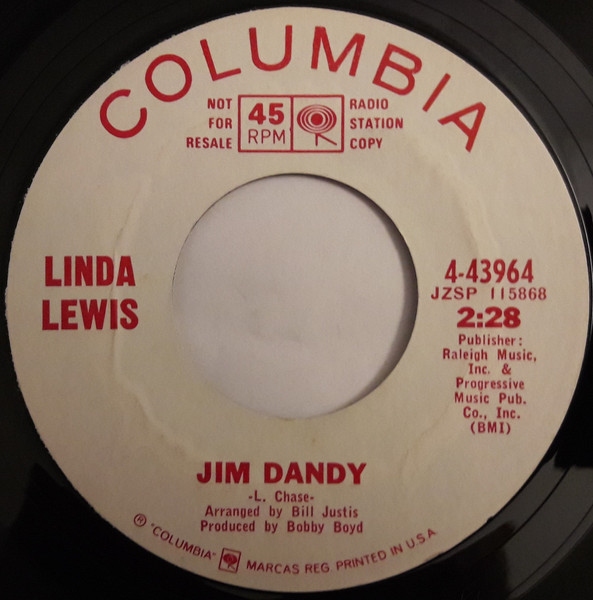 COLUMBIA
NOT
FOR
RESALE
45
RPM
RADIO
STATION
COPY
LINDA
LEWIS
4-43964
JZSP 115868
2:28
Publisher:
Raleigh Music,
Inc. &
Progressive
Music Pub.
Co., Inc.
(BMI)
JIM DANDY
-L. Chase-
Arranged by Bill Justis
Produced by Bobby Boyd
® "COLUMBIA" MARCAS REG. PRINTED IN U.S.A.